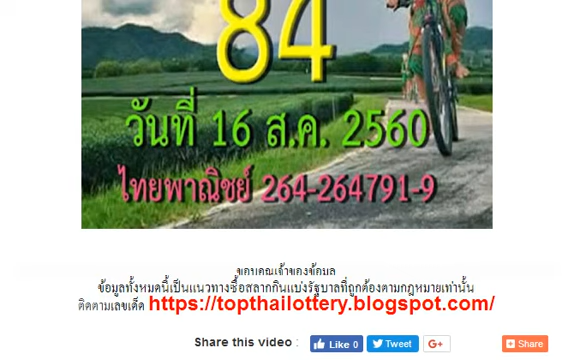 84
วันที่ 16 ส.ค. 2560
ไทยพาณิชย์ 264-264791-9
ขอบคุณเจ้าของข้อมูล
ข้อมูลทั้งหมดนี้เป็นแนวทางซื้อสลากกินแบ่งรัฐบาลที่ถูกต้องตามกฎหมายเท่านั้น
ติดตามเลขเด็ด https://topthailottery.blogspot.com/
Share this video : Like 0 Tweet G+ Share